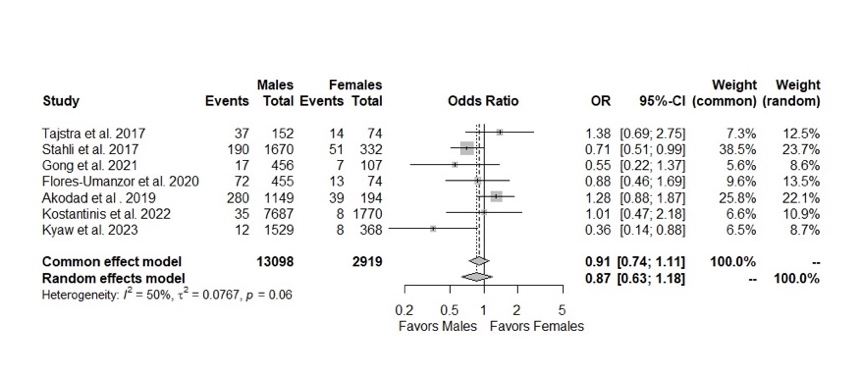 Males Females Weight Weight
Study Events Total Events Total Odds Ratio OR 95%-CI (common) (random)
Tajstra et al. 2017 37 152 14 74 1.38 [0.69; 2.75] 7.3% 12.5%
Stahli et al. 2017 190 1670 51 332 0.71 [0.51; 0.99] 38.5% 23.7%
Gong et al. 2021 17 456 7 107 0.55 [0.22; 1.37] 5.6% 8.6%
Flores-Umanzor et al. 2020 72 455 13 74 0.88 [0.46; 1.69] 9.6% 13.5%
Akodad et al . 2019 280 1149 39 194 1.28 [0.88; 1.87] 25.8% 22.1%
Kostantinis et al. 2022 35 7687 8 1770 1.01 [0.47; 2.18] 6.6% 10.9%
Kyaw et al. 2023 12 1529 8 368 0.36 [0.14; 0.88] 6.5% 8.7%
Common effect model 13098 2919 0.91 [0.74; 1.11] 100.0% --
Random effects model 0.87 [0.63; 1.18] -- 100.0%
Heterogeneity: I² = 50%, τ² = 0.0767, p = 0.06
0.2 0.5 1 2 5
Favors Males Favors Females